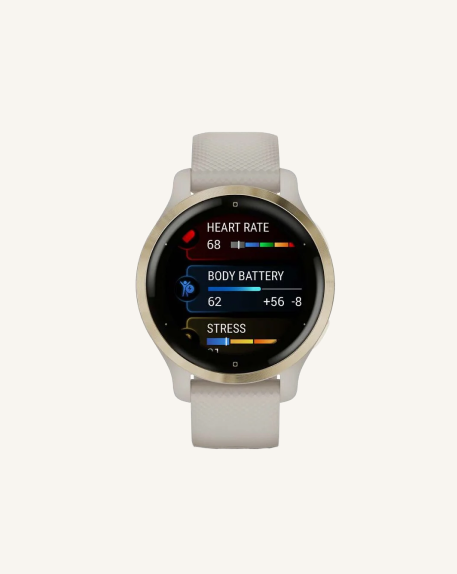 HEART RATE
68
BODY BATTERY
62 +56 -8
STRESS